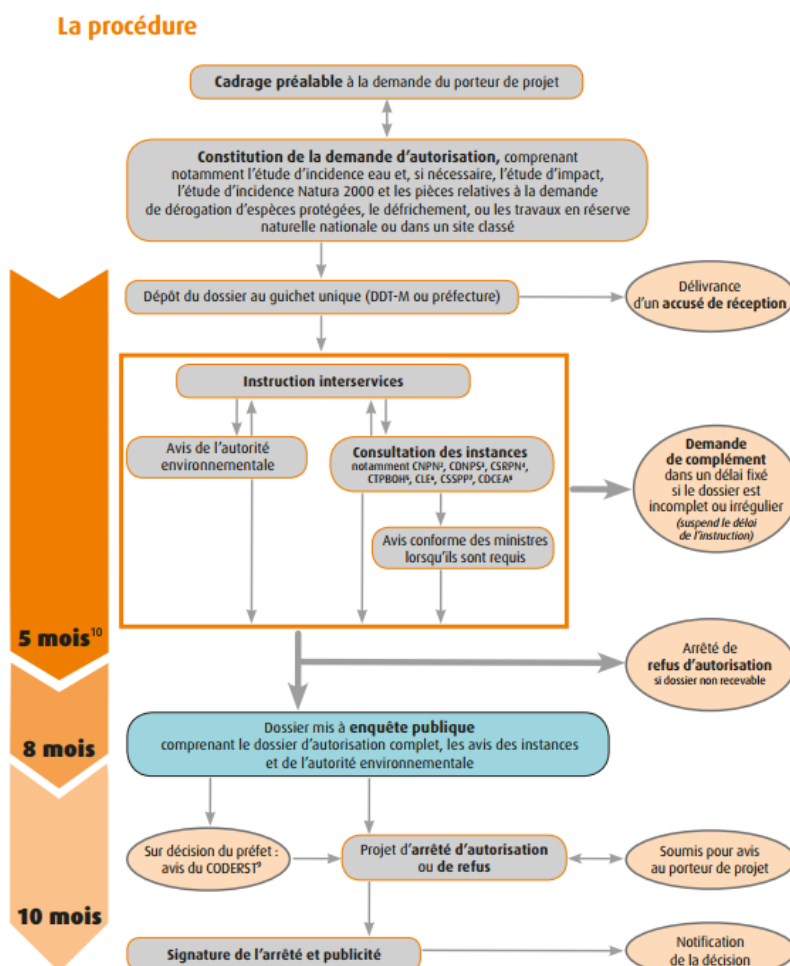 La procédure
Cadrage préalable à la demande du porteur de projet
Constitution de la demande d'autorisation, comprenant
notamment l'étude d'incidence eau et, si nécessaire, l'étude d'impact,
l'étude d'incidence Natura 2000 et les pièces relatives à la demande
de dérogation d'espèces protégées, le défrichement, ou les travaux en réserve
naturelle nationale ou dans un site classé
Dépôt du dossier au guichet unique (DDT-M ou préfecture)
Délivrance
d'un accusé de réception
Instruction interservices
Avis de l'autorité
environnementale
Consultation des instances
notamment CNPN², CDNPS³, CSRPN⁴,
CTPBOH⁵, CLE⁶, CSSPP⁷, CDCEA⁸
Avis conforme des ministres
lorsqu'ils sont requis
Demande
de complément
dans un délai fixé
si le dossier est
incomplet ou irrégulier
(suspend le délai
de l'instruction)
5 mois¹⁰
Arrêté de
refus d'autorisation
si dossier non recevable
Dossier mis à enquête publique
comprenant le dossier d'autorisation complet, les avis des instances
et de l'autorité environnementale
8 mois
Sur décision du préfet :
avis du CODERST⁹
Projet d'arrêté d'autorisation
ou de refus
Soumis pour avis
au porteur de projet
10 mois
Signature de l'arrêté et publicité
Notification
de la décision